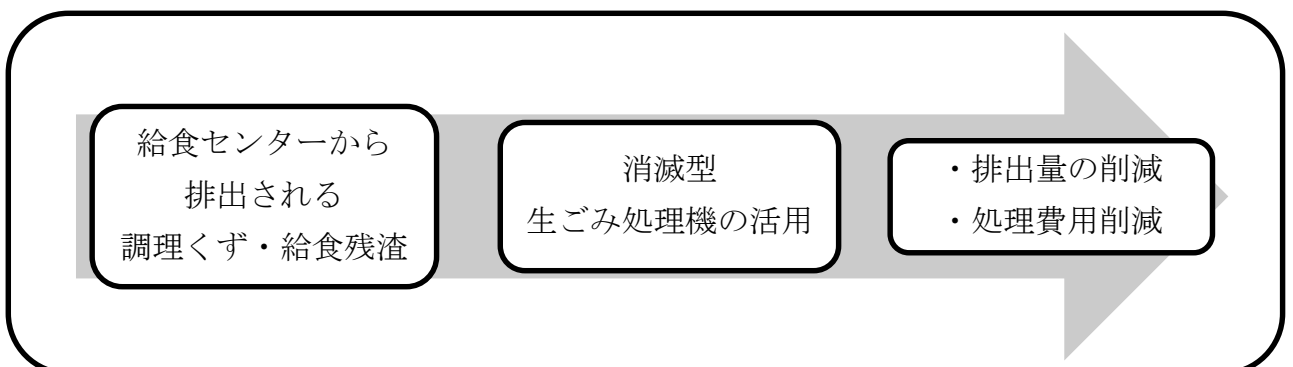 給食センターから
排出される
調理くず・給食残渣
消滅型
生ごみ処理機の活用
・排出量の削減
・処理費用削減